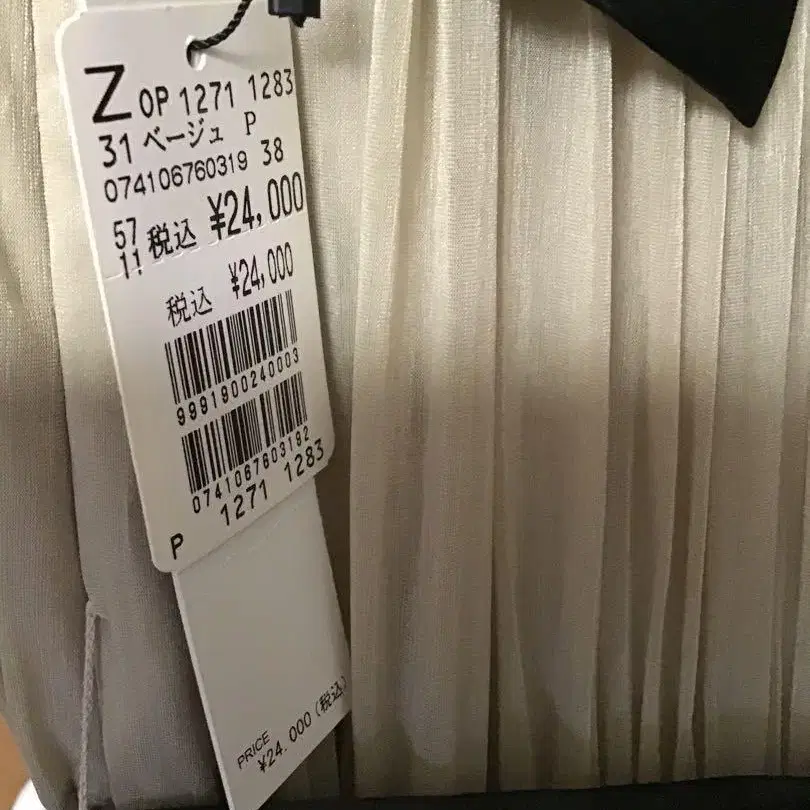 Z OP 1271 1283
31 ベージュ P
074106760319 38
57 税込 ¥24,000
11
税込 ¥24,000
9991900240003
0741067603192
P 1271 1283
PRICE
¥24.000(税込)